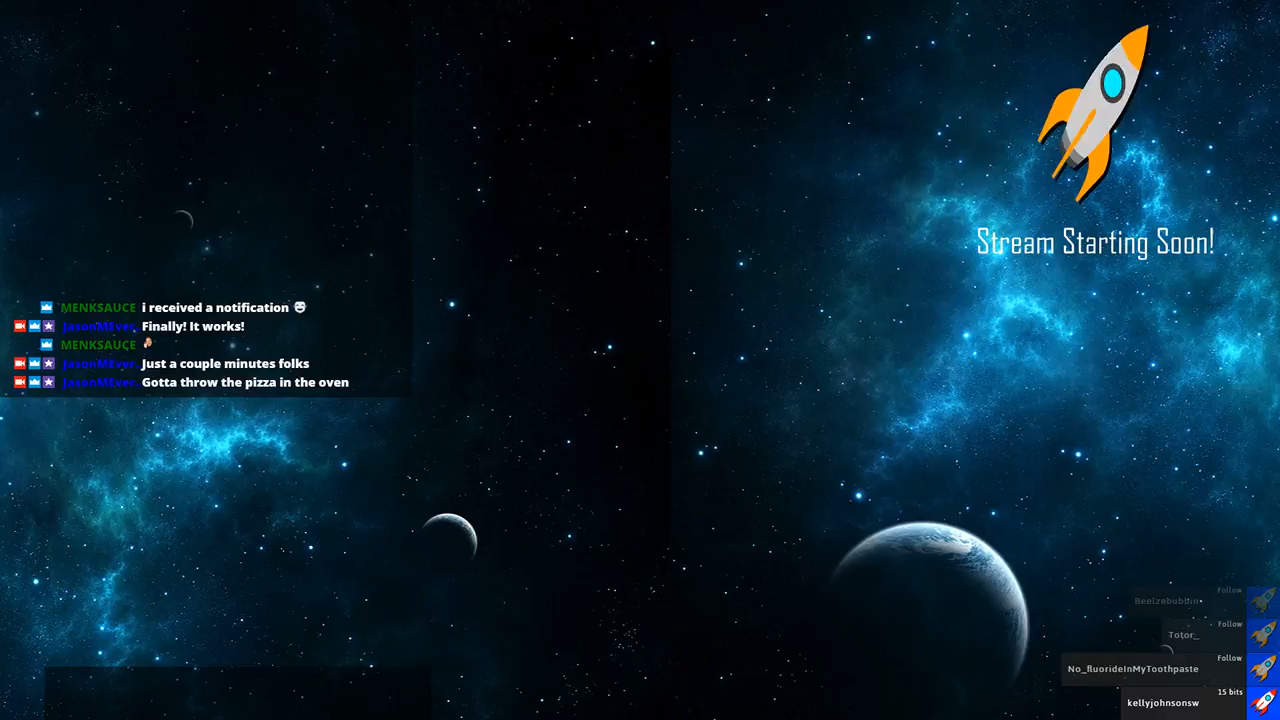 Stream Starting Soon!
MENKSAUCE i received a notification
JasonMEver.. Finally! It works!
MENKSAUCE
JasonMEver.. Just a couple minutes folks
JasonMEver.. Gotta throw the pizza in the oven
Follow
Beelzebubbin
Follow
Totor_
Follow
No_fluorideInMyToothpaste
15 bits
kellyjohnsonsw